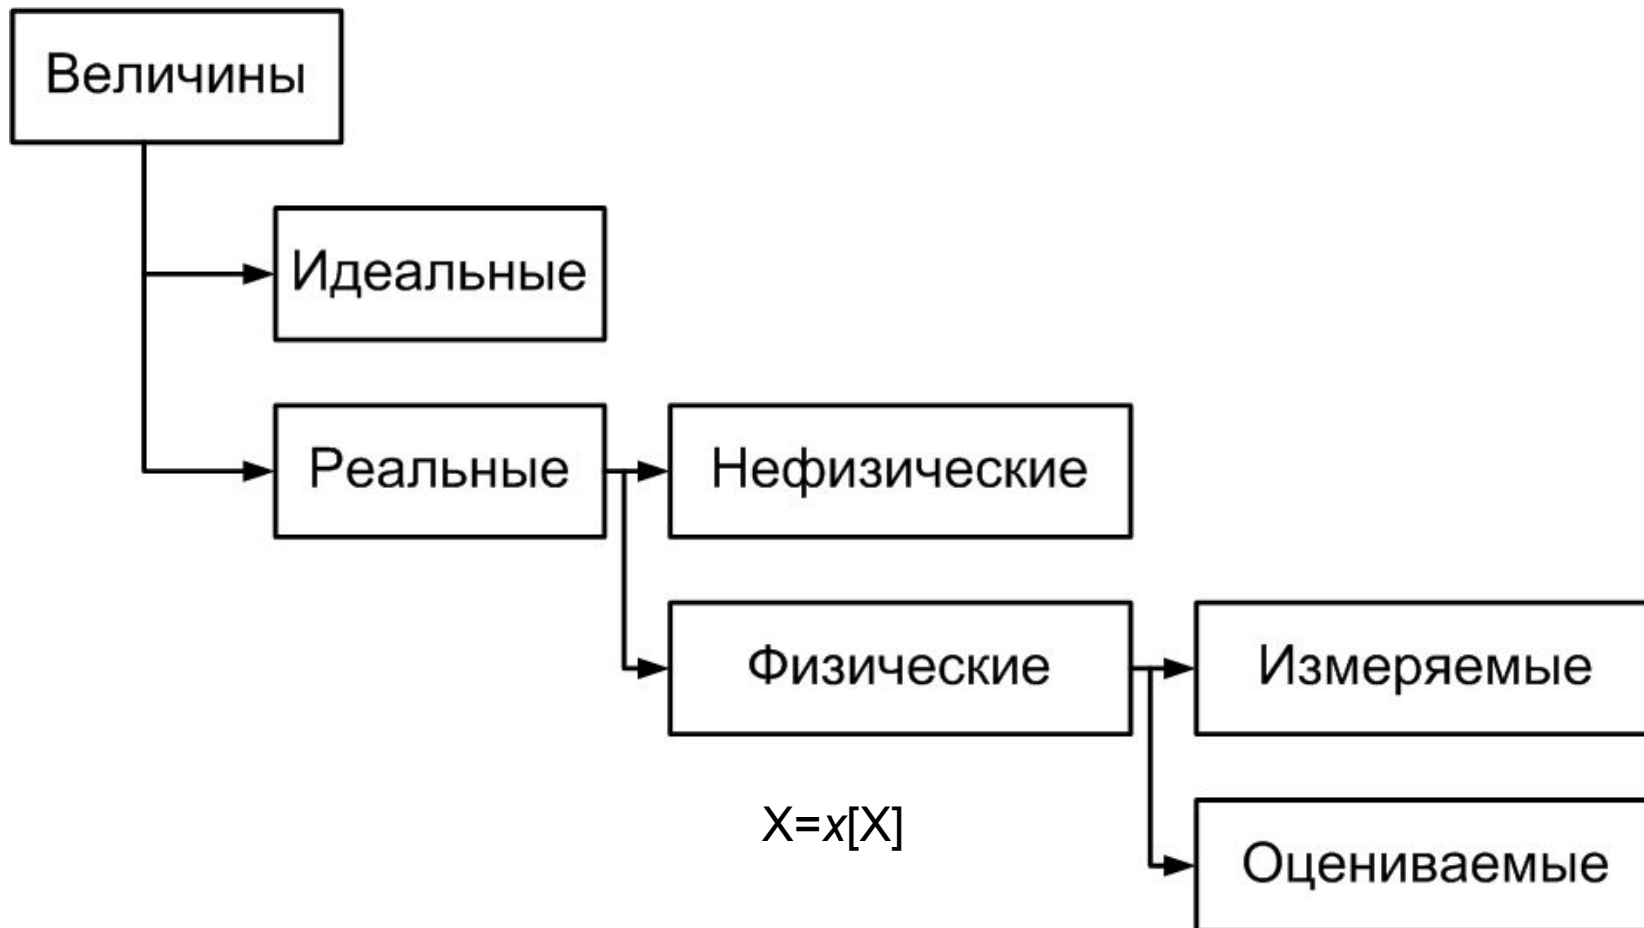 Величины
Идеальные
Реальные
Нефизические
Физические
Измеряемые
X=x[X]
Оцениваемые